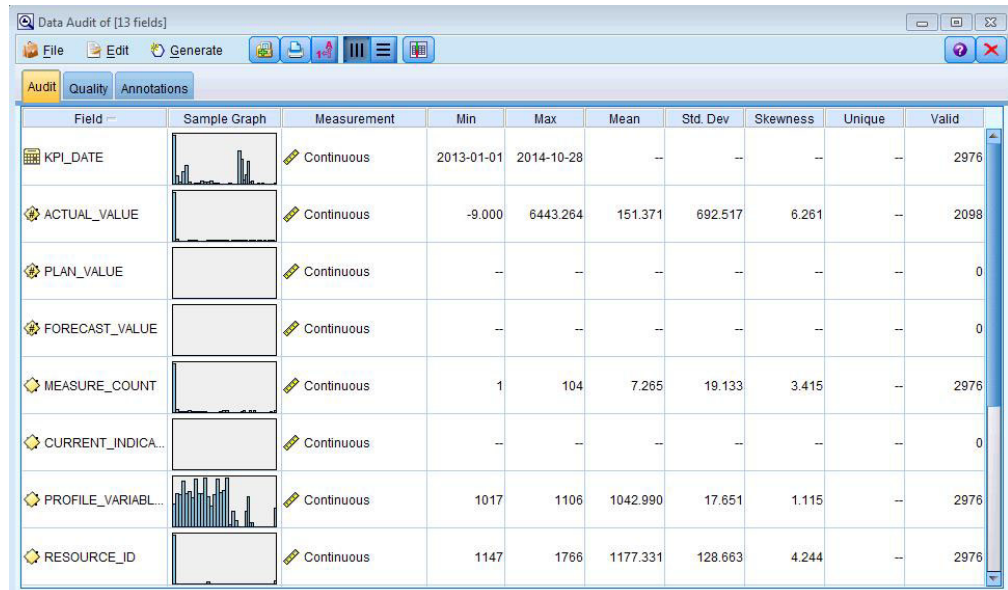 Data Audit of [13 fields]
File Edit Generate
Audit Quality Annotations
Field Sample Graph Measurement Min Max Mean Std. Dev Skewness Unique Valid
KPI_DATE Continuous 2013-01-01 2014-10-28 -- -- -- -- 2976
ACTUAL_VALUE Continuous -9.000 6443.264 151.371 692.517 6.261 -- 2098
PLAN_VALUE Continuous -- -- -- -- -- -- 0
FORECAST_VALUE Continuous -- -- -- -- -- -- 0
MEASURE_COUNT Continuous 1 104 7.265 19.133 3.415 -- 2976
CURRENT_INDICA... Continuous -- -- -- -- -- -- 0
PROFILE_VARIABL... Continuous 1017 1106 1042.990 17.651 1.115 -- 2976
RESOURCE_ID Continuous 1147 1766 1177.331 128.663 4.244 -- 2976